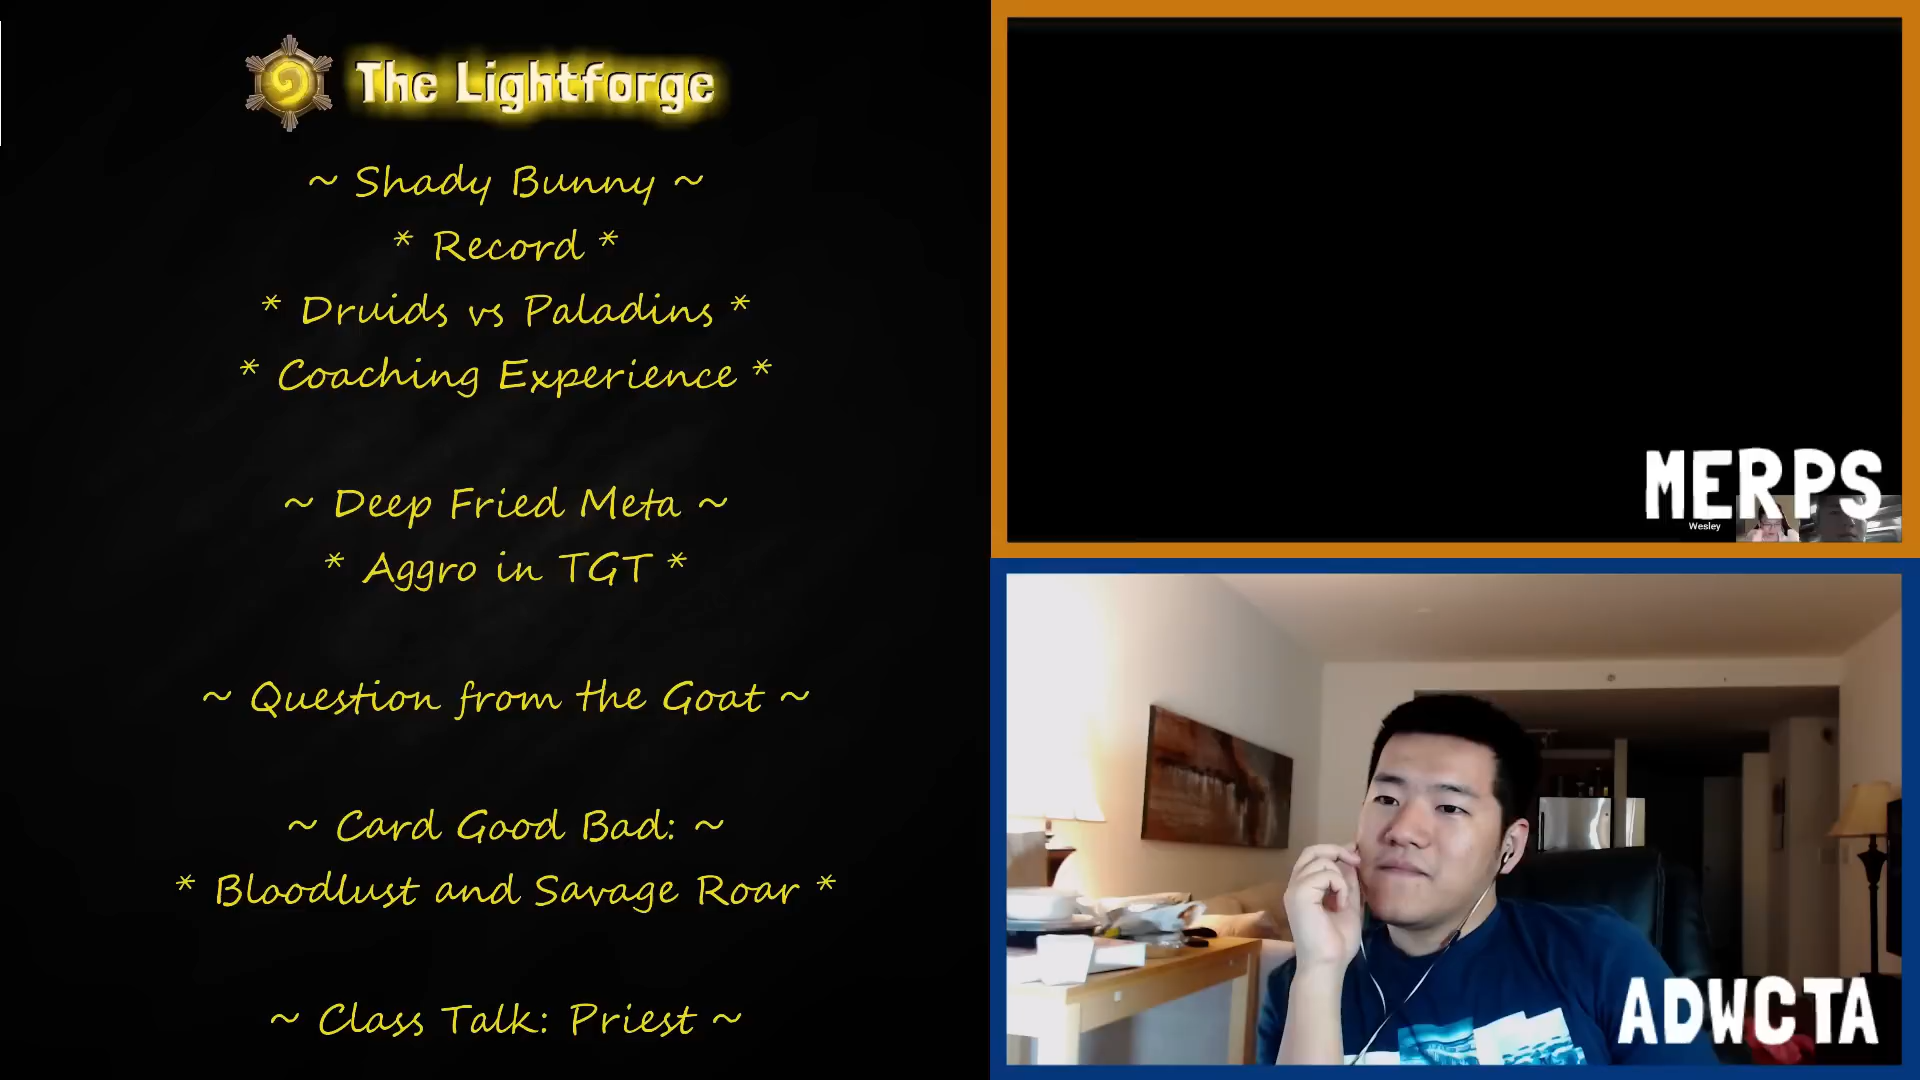 The Lightforge
~ Shady Bunny ~
* Record *
* Druids vs Paladins *
* Coaching Experience *
~ Deep Fried Meta ~
* Aggro in TGT *
~ Question from the Goat ~
~ Card Good Bad: ~
* Bloodlust and Savage Roar *
~ Class Talk: Priest ~
MERPS
Wesley
ADWCTA